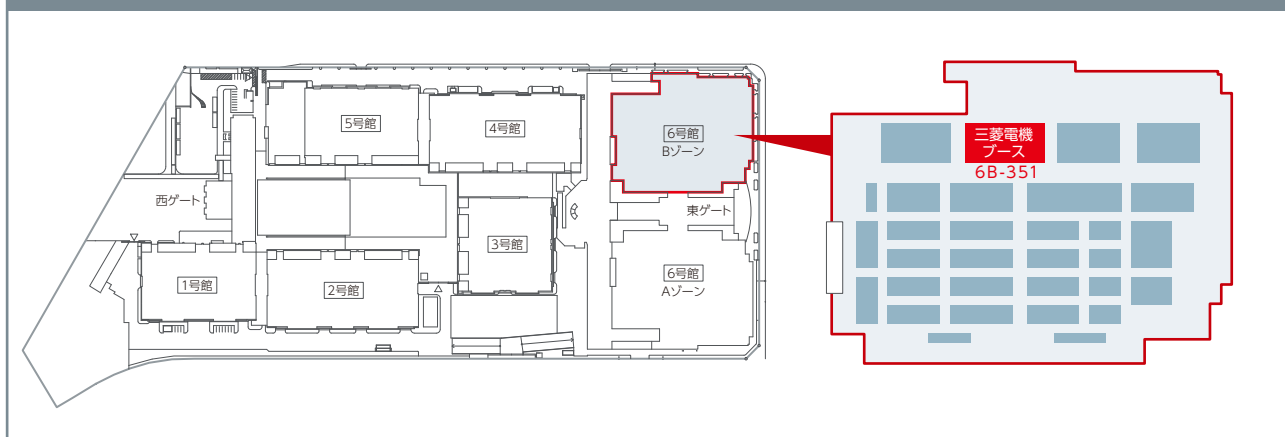 5号館
4号館
6号館
Bゾーン
三菱電機
ブース
6B-351
西ゲート
東ゲート
3号館
1号館
2号館
6号館
Aゾーン